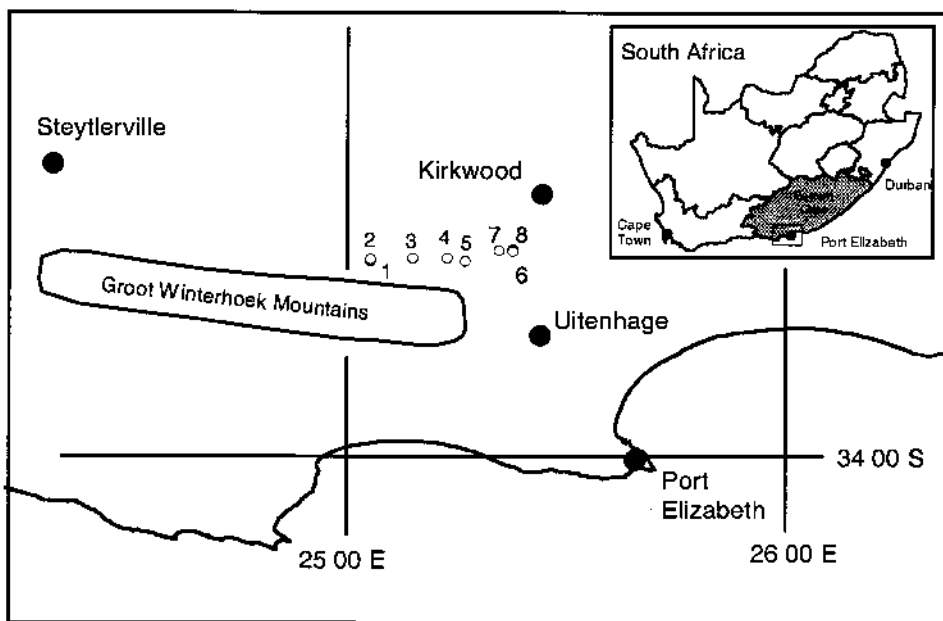 South Africa
Durban
Cape
Town
Port Elizabeth
Steytlerville
Kirkwood
2 3 4 5 7 8
1 6
Groot Winterhoek Mountains
Uitenhage
34 00 S
Port
Elizabeth
25 00 E
26 00 E